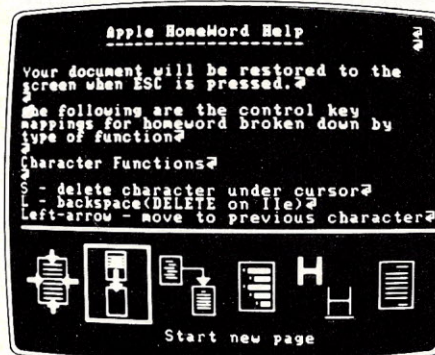 Apple HomeWord Help
Your document will be restored to the
screen when ESC is pressed.
The following are the control key
mappings for homeword broken down by
type of function
Character Functions
S - delete character under cursor
L - backspace(DELETE on IIe)
Left-arrow - move to previous character
Start new page